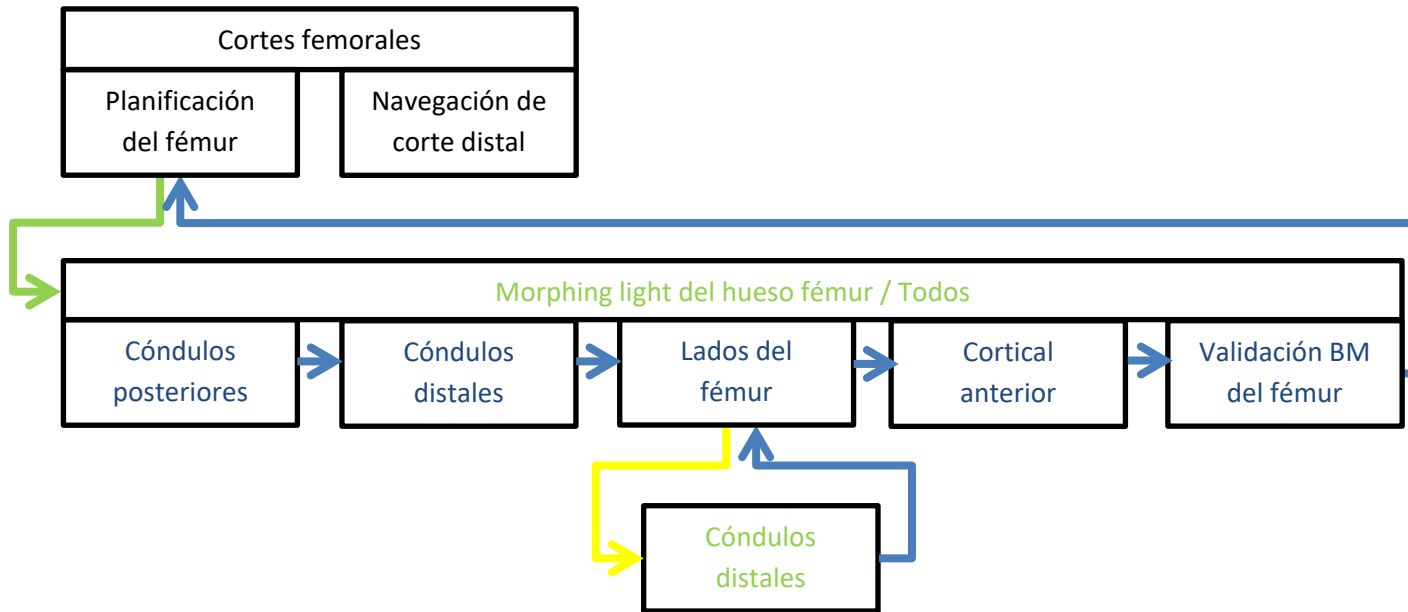 Cortes femorales
Planificación
del fémur
Navegación de
corte distal
Morphing light del hueso fémur / Todos
Cóndulos
posteriores
Cóndulos
distales
Lados del
fémur
Cortical
anterior
Validación BM
del fémur
Cóndulos
distales